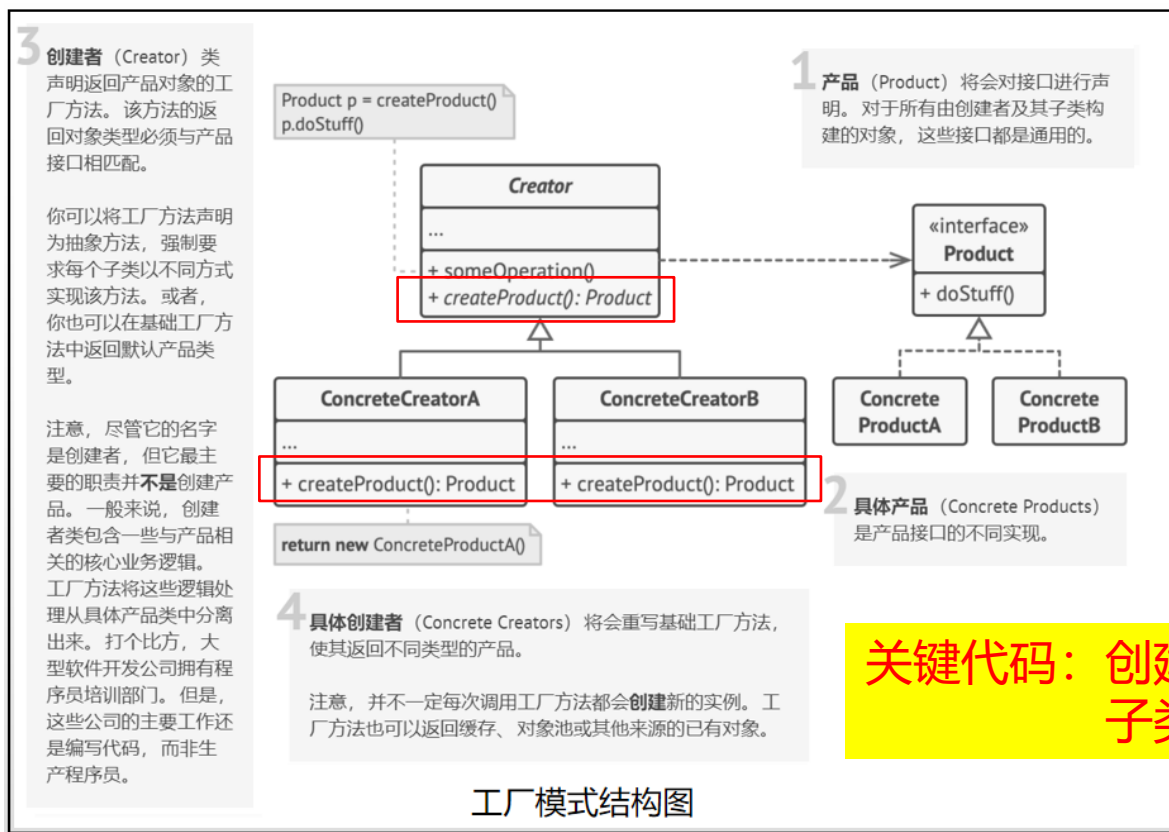 3
创建者（Creator）类
声明返回产品对象的工
厂方法。该方法的返
回对象类型必须与产品
接口相匹配。
你可以将工厂方法声明
为抽象方法，强制要
求每个子类以不同方式
实现该方法。或者，
你也可以在基础工厂方
法中返回默认产品类
型。
注意，尽管它的名字
是创建者，但它最主
要的职责并不是创建产
品。一般来说，创建
者类包含一些与产品相
关的核心业务逻辑。
工厂方法将这些逻辑处
理从具体产品类中分离
出来。打个比方，大
型软件开发公司拥有程
序员培训部门。但是，
这些公司的主要工作还
是编写代码，而非生
产程序员。
Product p = createProduct()
p.doStuff()
1
产品（Product）将会对接口进行声
明。对于所有由创建者及其子类构
建的对象，这些接口都是通用的。
Creator
...
+ someOperation()
+ createProduct(): Product
«interface»
Product
+ doStuff()
ConcreteCreatorA
...
+ createProduct(): Product
ConcreteCreatorB
...
+ createProduct(): Product
Concrete
ProductA
Concrete
ProductB
return new ConcreteProductA()
2
具体产品（Concrete Products）
是产品接口的不同实现。
4
具体创建者（Concrete Creators）将会重写基础工厂方法，
使其返回不同类型的产品。
注意，并不一定每次调用工厂方法都会创建新的实例。工
厂方法也可以返回缓存、对象池或其他来源的已有对象。
关键代码：创建
子类
工厂模式结构图